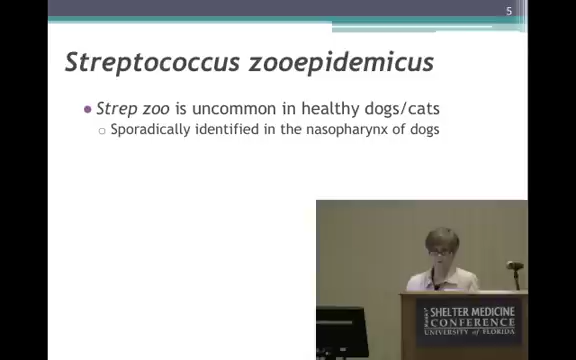 5
Streptococcus zooepidemicus
Strep zoo is uncommon in healthy dogs/cats
Sporadically identified in the nasopharynx of dogs
SHELTER MEDICINE
CONFERENCE
UNIVERSITY of FLORIDA